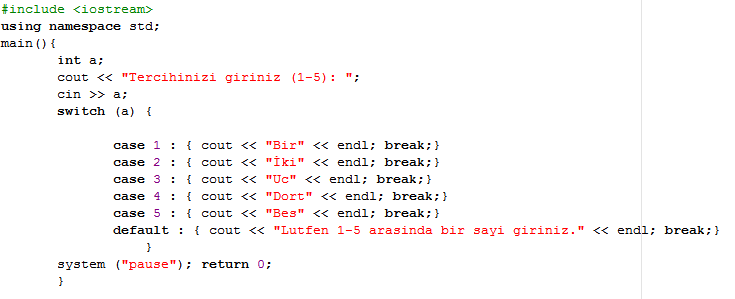 #include <iostream>
using namespace std;
main(){
int a;
cout << "Tercihinizi giriniz (1-5): ";
cin >> a;
switch (a) {
case 1 : { cout << "Bir" << endl; break;}
case 2 : { cout << "İki" << endl; break;}
case 3 : { cout << "Uc" << endl; break;}
case 4 : { cout << "Dort" << endl; break;}
case 5 : { cout << "Bes" << endl; break;}
default : { cout << "Lutfen 1-5 arasinda bir sayi giriniz." << endl; break;}
}
system ("pause"); return 0;
}